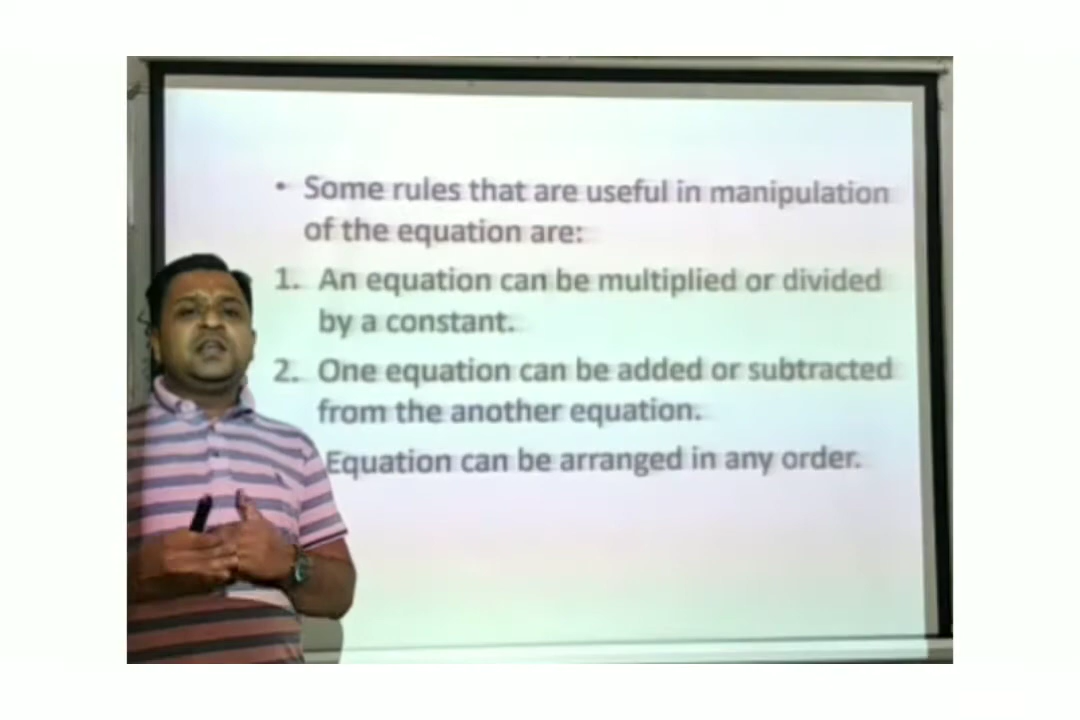 • Some rules that are useful in manipulation
of the equation are:
1. An equation can be multiplied or divided
by a constant.
2. One equation can be added or subtracted
from the another equation.
Equation can be arranged in any order.